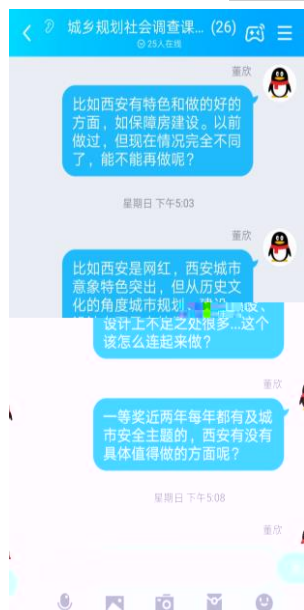 城乡规划社会调查课... (26)
25人在线
董欣
比如西安有特色和做的好的
方面，如保障房建设。以前
做过，但现在情况完全不同
了，能不能再做呢？
星期日 下午5:03
董欣
比如西安是网红，西安城市
意象特色突出，但从历史文
化的角度城市规划
设计上不足之处很多...这个
该怎么连起来做？
董欣
一等奖近两年每年都有及城
市安全主题的，西安有没有
具体值得做的方面呢？
星期日 下午5:08
董欣